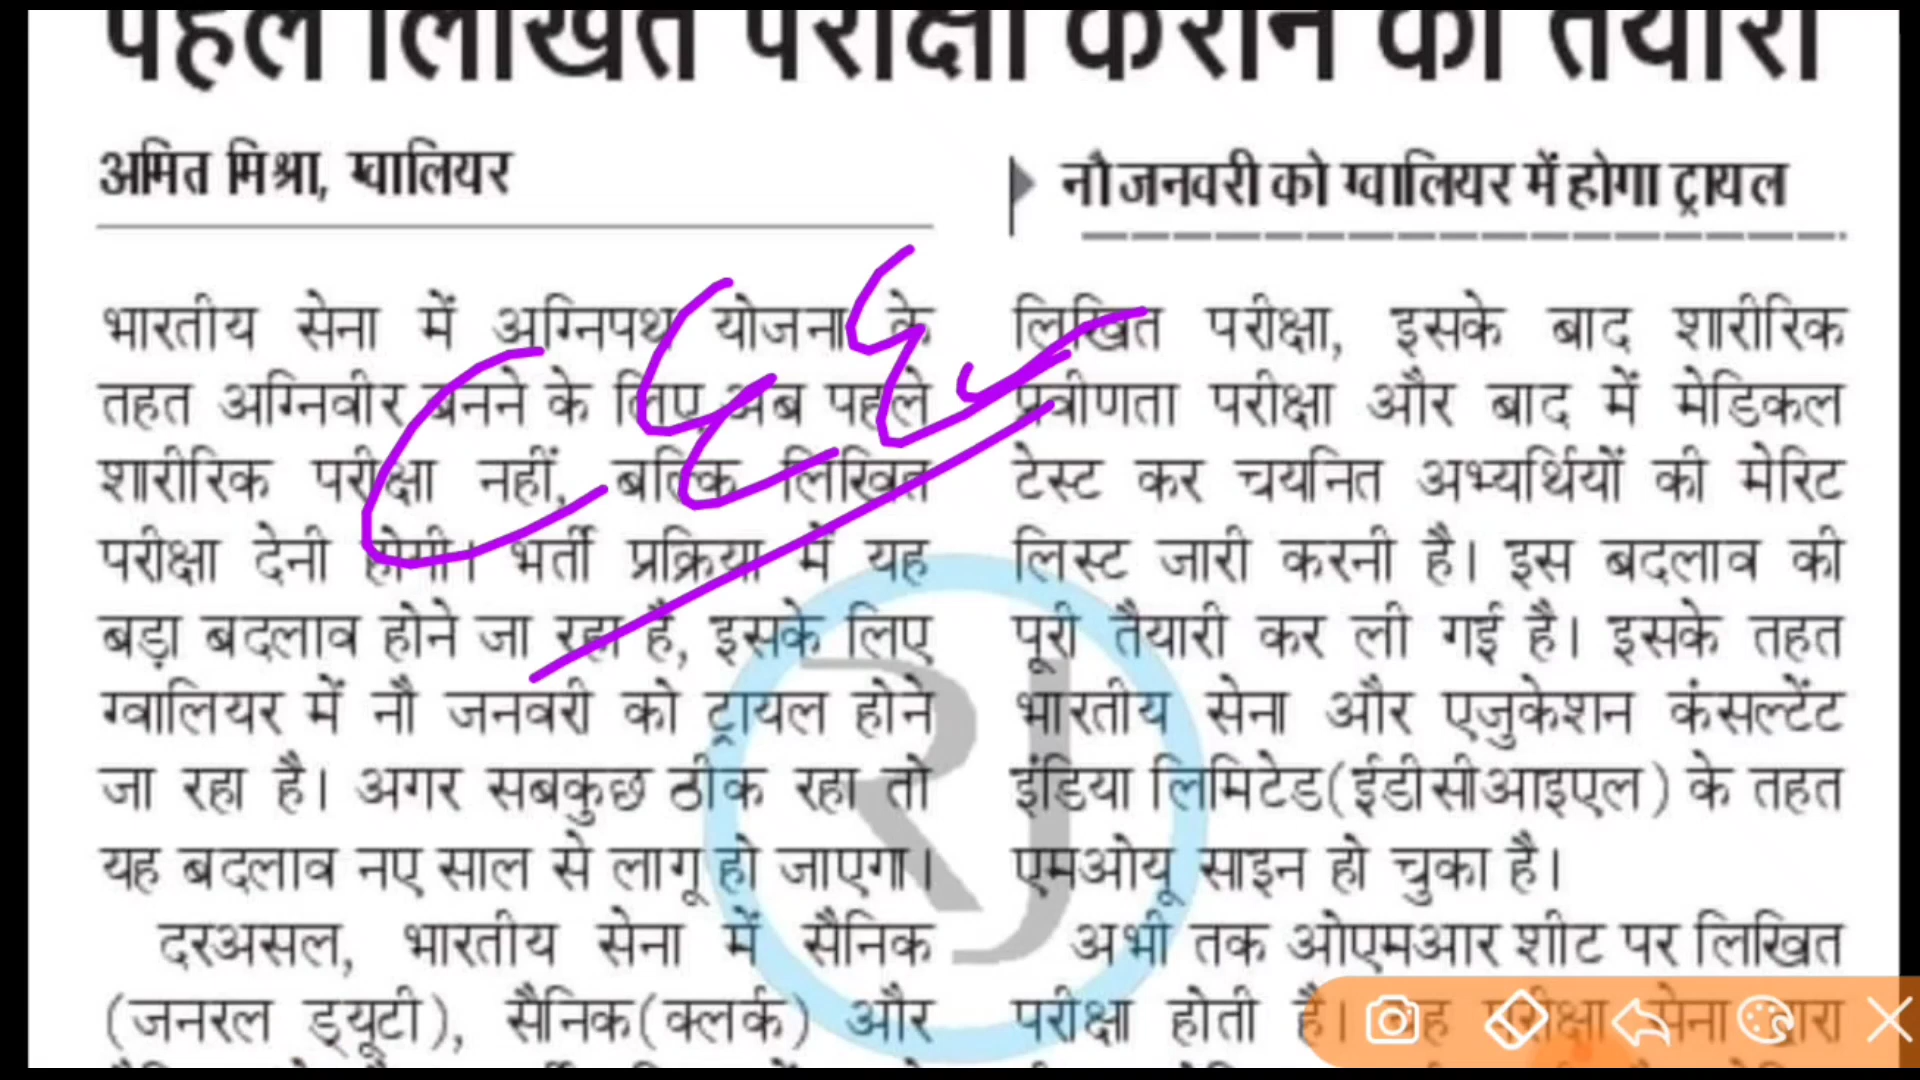 पहले लिखित परीक्षा कराने की तैयारी
अमित मिश्रा, ग्वालियर
भारतीय सेना में अग्निपथ योजना के
तहत अग्निवीर बनने के लिए अब पहले
शारीरिक परीक्षा नहीं, बल्कि लिखित
परीक्षा देनी होगी। भर्ती प्रक्रिया में यह
बड़ा बदलाव होने जा रहा है, इसके लिए
ग्वालियर में नौ जनवरी को ट्रायल होने
जा रहा है। अगर सबकुछ ठीक रहा तो
यह बदलाव नए साल से लागू हो जाएगा।
दरअसल, भारतीय सेना में सैनिक
(जनरल ड्यूटी), सैनिक(क्लर्क) और
नौ जनवरी को ग्वालियर में होगा ट्रायल
लिखित परीक्षा, इसके बाद शारीरिक
प्रवीणता परीक्षा और बाद में मेडिकल
टेस्ट कर चयनित अभ्यर्थियों की मेरिट
लिस्ट जारी करनी है। इस बदलाव की
पूरी तैयारी कर ली गई है। इसके तहत
भारतीय सेना और एजुकेशन कंसल्टेंट
इंडिया लिमिटेड(ईडीसीआइएल) के तहत
एमओयू साइन हो चुका है।
अभी तक ओएमआर शीट पर लिखित
परीक्षा होती है। यह परीक्षा सेना द्वारा
RJ
CEE